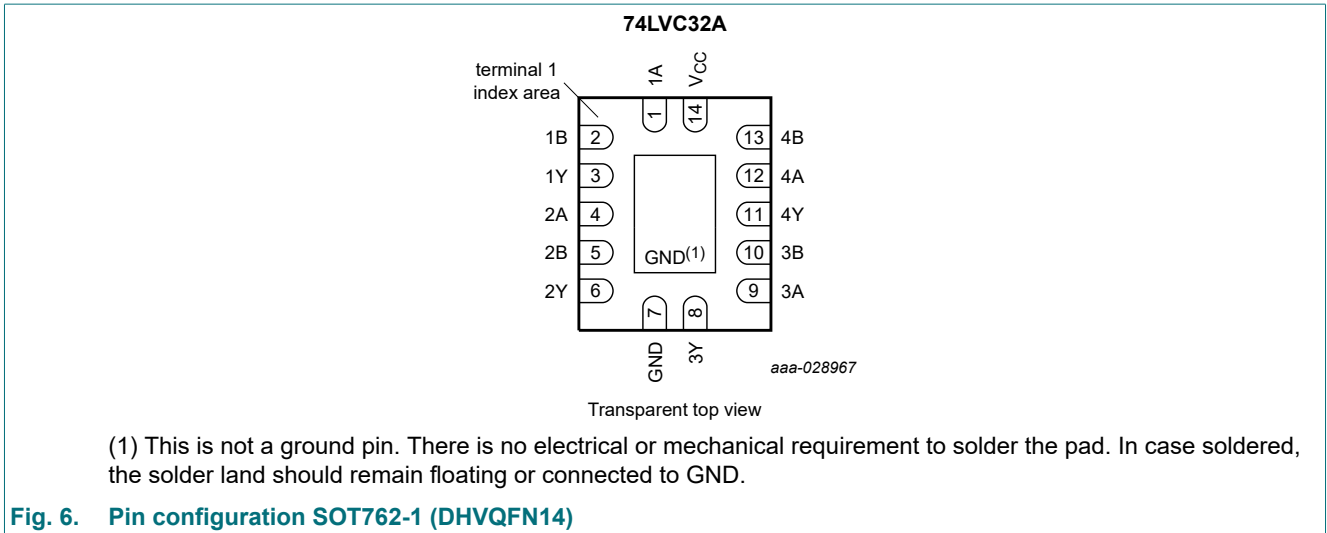 74LVC32A
terminal 1
index area
1A
VCC
1
14
1B 2
13 4B
1Y 3
12 4A
2A 4
11 4Y
2B 5
GND(1)
10 3B
2Y 6
9 3A
7
8
GND
3Y
aaa-028967
Transparent top view
(1) This is not a ground pin. There is no electrical or mechanical requirement to solder the pad. In case soldered,
the solder land should remain floating or connected to GND.
Fig. 6. Pin configuration SOT762-1 (DHVQFN14)